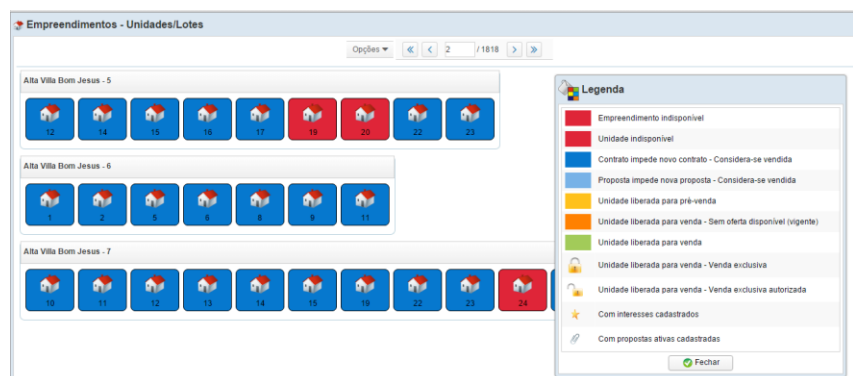 Empreendimentos - Unidades/Lotes
Opções 2 / 1818
Alta Villa Bom Jesus - 5
12 14 15 16 17 19 20 22 23
Alta Villa Bom Jesus - 6
1 2 5 6 8 9 11
Alta Villa Bom Jesus - 7
10 11 12 13 14 15 19 22 23 24
Legenda
Empreendimento indisponível
Unidade indisponível
Contrato impede novo contrato - Considera-se vendida
Proposta impede nova proposta - Considera-se vendida
Unidade liberada para pré-venda
Unidade liberada para venda - Sem oferta disponível (vigente)
Unidade liberada para venda
Unidade liberada para venda - Venda exclusiva
Unidade liberada para venda - Venda exclusiva autorizada
Com interesses cadastrados
Com propostas ativas cadastradas
Fechar